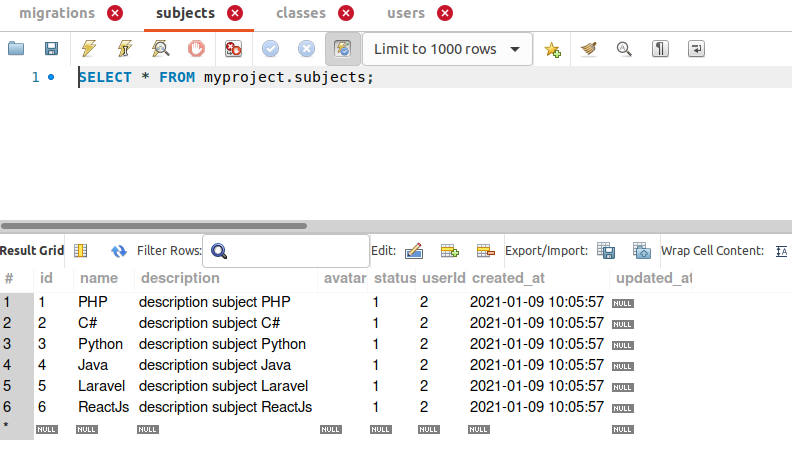 migrations subjects classes users
Limit to 1000 rows
1 SELECT * FROM myproject.subjects;
Result Grid Filter Rows: Edit: Export/Import: Wrap Cell Content:
# id name description avatar status userId created_at updated_at
1 1 PHP description subject PHP 1 2 2021-01-09 10:05:57 NULL
2 2 C# description subject C# 1 2 2021-01-09 10:05:57 NULL
3 3 Python description subject Python 1 2 2021-01-09 10:05:57 NULL
4 4 Java description subject Java 1 2 2021-01-09 10:05:57 NULL
5 5 Laravel description subject Laravel 1 2 2021-01-09 10:05:57 NULL
6 6 ReactJs description subject ReactJs 1 2 2021-01-09 10:05:57 NULL
* NULL NULL NULL NULL NULL NULL NULL NULL